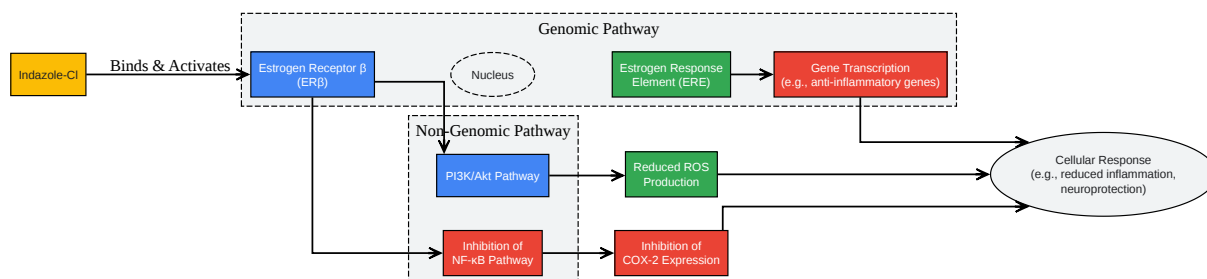 Genomic Pathway
Indazole-Cl
Binds & Activates
Estrogen Receptor β
(ERβ)
Nucleus
Estrogen Response
Element (ERE)
Gene Transcription
(e.g., anti-inflammatory genes)
Non-Genomic Pathway
PI3K/Akt Pathway
Reduced ROS
Production
Cellular Response
(e.g., reduced inflammation,
neuroprotection)
Inhibition of
NF-κB Pathway
Inhibition of
COX-2 Expression